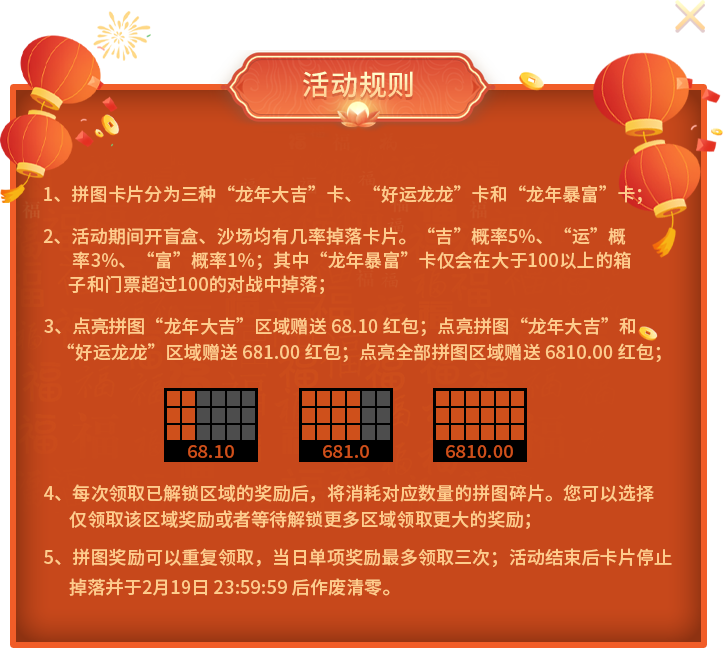 活动规则
1、拼图卡片分为三种“龙年大吉”卡、“好运龙龙”卡和“龙年暴富”卡；
2、活动期间开盲盒、沙场均有几率掉落卡片。“吉”概率5%、“运”概
率3%、“富”概率1%；其中“龙年暴富”卡仅会在大于100以上的箱
子和门票超过100的对战中掉落；
3、点亮拼图“龙年大吉”区域赠送 68.10 红包；点亮拼图“龙年大吉”和
“好运龙龙”区域赠送 681.00 红包；点亮全部拼图区域赠送 6810.00 红包；
68.10
681.0
6810.00
4、每次领取已解锁区域的奖励后，将消耗对应数量的拼图碎片。您可以选择
仅领取该区域奖励或者等待解锁更多区域领取更大的奖励；
5、拼图奖励可以重复领取，当日单项奖励最多领取三次；活动结束后卡片停止
掉落并于2月19日 23:59:59 后作废清零。